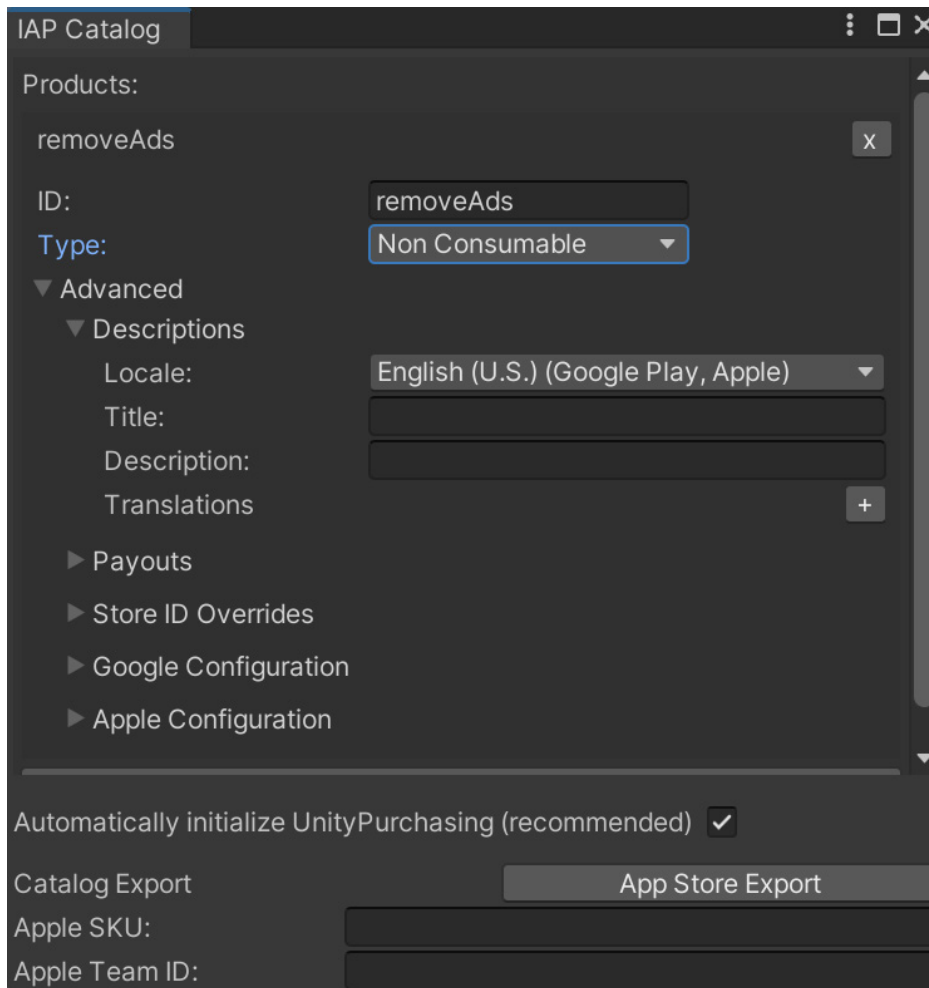 IAP Catalog
Products:
removeAds x
ID: removeAds
Type: Non Consumable
Advanced
Descriptions
Locale: English (U.S.) (Google Play, Apple)
Title:
Description:
Translations +
Payouts
Store ID Overrides
Google Configuration
Apple Configuration
Automatically initialize UnityPurchasing (recommended)
Catalog Export App Store Export
Apple SKU:
Apple Team ID: